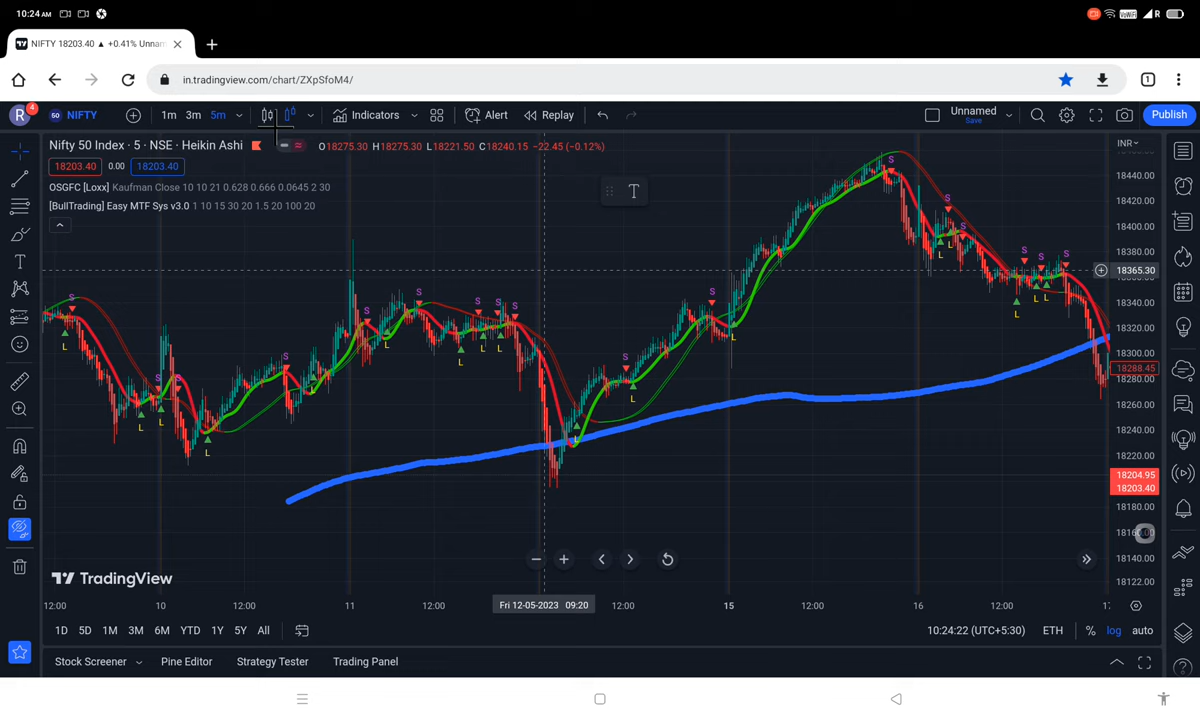 10:24 AM
VoWiFi
R
NIFTY 18203.40 ▲ +0.41% Unnam
1
in.tradingview.com/chart/ZXpSfoM4/
R
4
50
NIFTY
1m 3m 5m
Indicators
Alert
Replay
Unnamed
Save
Publish
Nifty 50 Index · 5 · NSE · Heikin Ashi
O18275.30 H18275.30 L18221.50 C18240.15 −22.45 (−0.12%)
INR
18203.40 0.00 18203.40
OSGFC [Loxx] Kaufman Close 10 10 21 0.628 0.666 0.0645 2 30
[BullTrading] Easy MTF Sys v3.0 1 10 15 30 20 1.5 20 100 20
T
18440.00
18420.00
18400.00
18380.00
18365.30
18340.00
18320.00
18300.00
18288.45
18280.00
18260.00
18240.00
18220.00
18204.95
18203.40
18180.00
18140.00
18122.00
TradingView
12:00 10 12:00 11 12:00 Fri 12-05-2023 09:20 12:00 15 12:00 16 12:00
1D 5D 1M 3M 6M YTD 1Y 5Y All
10:24:22 (UTC+5:30) ETH % log auto
Stock Screener Pine Editor Strategy Tester Trading Panel